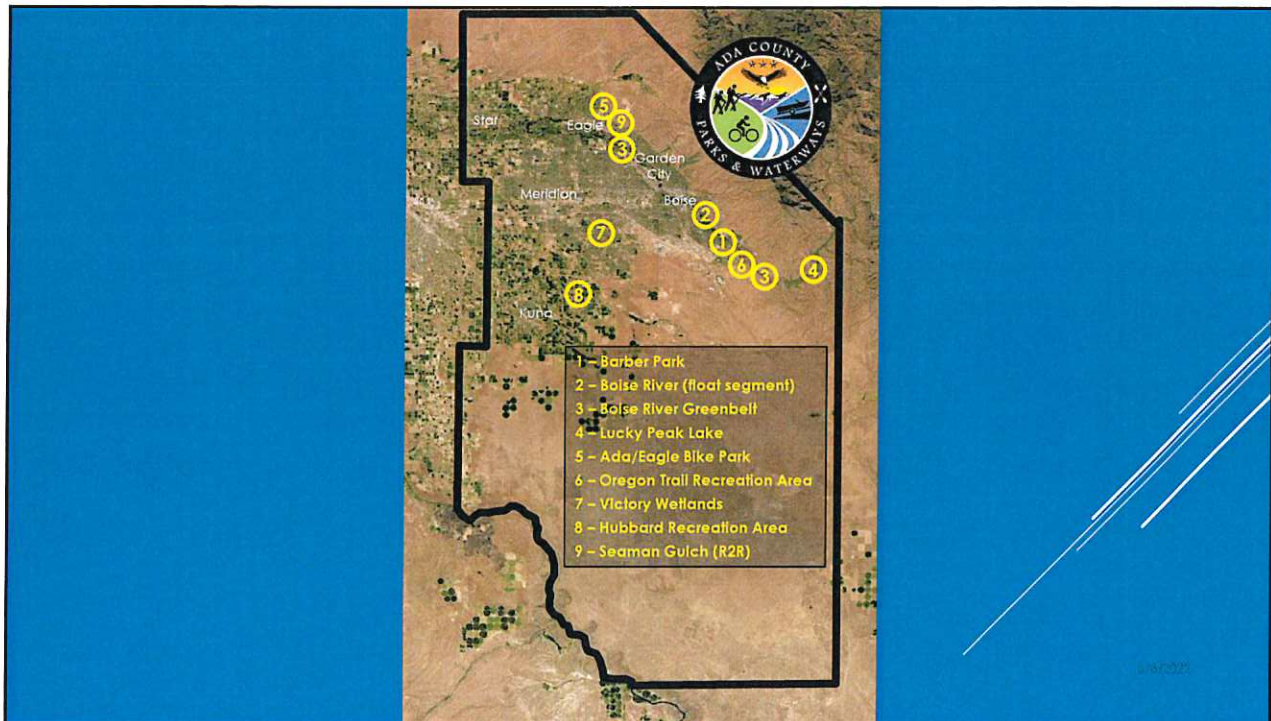 ADA COUNTY
PARKS & WATERWAYS
5
9
Star
Eagle
3
Garden
City
Meridian
Boise
2
7
1
6
3
4
8
Kuna
1 – Barber Park
2 – Boise River (float segment)
3 – Boise River Greenbelt
4 – Lucky Peak Lake
5 – Ada/Eagle Bike Park
6 – Oregon Trail Recreation Area
7 – Victory Wetlands
8 – Hubbard Recreation Area
9 – Seaman Gulch (R2R)